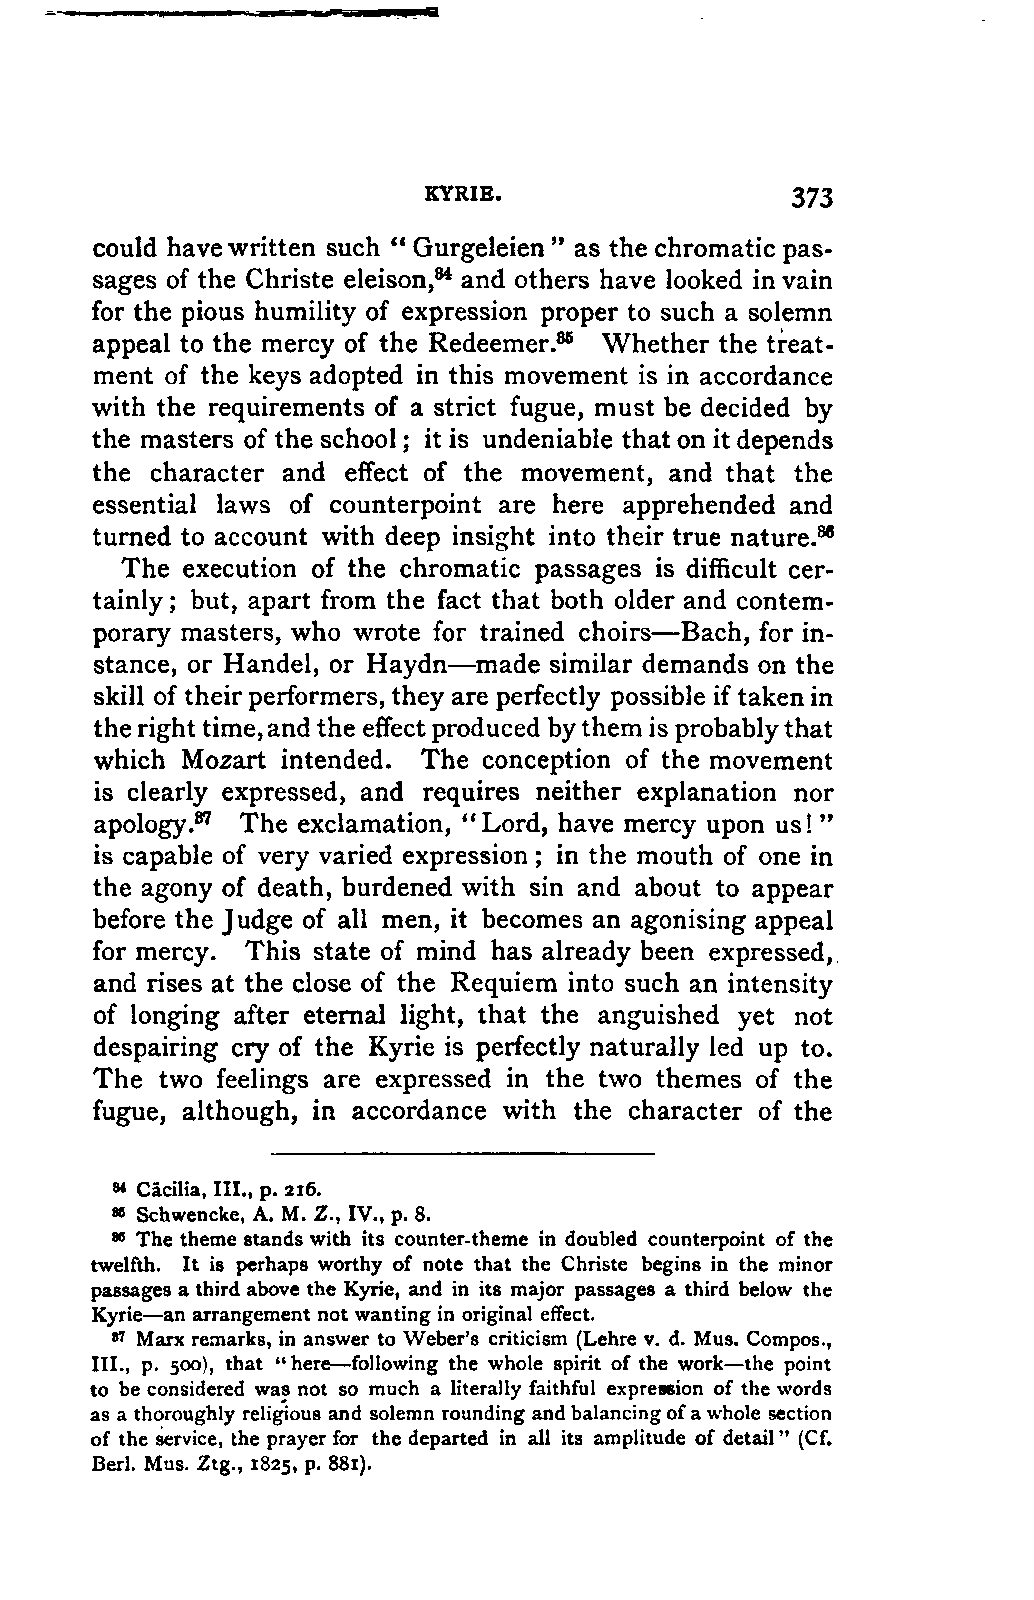 KYRIE. 373
could have written such “ Gurgeleien ” as the chromatic pas-
sages of the Christe eleison,⁸⁴ and others have looked in vain
for the pious humility of expression proper to such a solemn
appeal to the mercy of the Redeemer.⁸⁵ Whether the treat-
ment of the keys adopted in this movement is in accordance
with the requirements of a strict fugue, must be decided by
the masters of the school ; it is undeniable that on it depends
the character and effect of the movement, and that the
essential laws of counterpoint are here apprehended and
turned to account with deep insight into their true nature.⁸⁶
The execution of the chromatic passages is difficult cer-
tainly ; but, apart from the fact that both older and contem-
porary masters, who wrote for trained choirs—Bach, for in-
stance, or Handel, or Haydn—made similar demands on the
skill of their performers, they are perfectly possible if taken in
the right time, and the effect produced by them is probably that
which Mozart intended. The conception of the movement
is clearly expressed, and requires neither explanation nor
apology.⁸⁷ The exclamation, “ Lord, have mercy upon us! ”
is capable of very varied expression ; in the mouth of one in
the agony of death, burdened with sin and about to appear
before the Judge of all men, it becomes an agonising appeal
for mercy. This state of mind has already been expressed,
and rises at the close of the Requiem into such an intensity
of longing after eternal light, that the anguished yet not
despairing cry of the Kyrie is perfectly naturally led up to.
The two feelings are expressed in the two themes of the
fugue, although, in accordance with the character of the
⁸⁴ Cäcilia, III., p. 216.
⁸⁵ Schwencke, A. M. Z., IV., p. 8.
⁸⁶ The theme stands with its counter-theme in doubled counterpoint of the
twelfth. It is perhaps worthy of note that the Christe begins in the minor
passages a third above the Kyrie, and in its major passages a third below the
Kyrie—an arrangement not wanting in original effect.
⁸⁷ Marx remarks, in answer to Weber’s criticism (Lehre v. d. Mus. Compos.,
III., p. 500), that “ here—following the whole spirit of the work—the point
to be considered was not so much a literally faithful expression of the words
as a thoroughly religious and solemn rounding and balancing of a whole section
of the service, the prayer for the departed in all its amplitude of detail ” (Cf.
Berl. Mus. Ztg., 1825, p. 881).